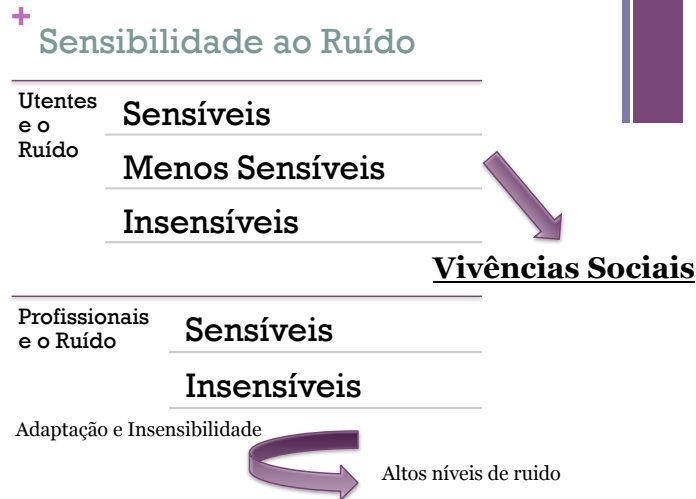 +
Sensibilidade ao Ruído
Utentes
e o
Ruído
Sensíveis
Menos Sensíveis
Insensíveis
Vivências Sociais
Profissionais
e o Ruído
Sensíveis
Insensíveis
Adaptação e Insensibilidade
Altos níveis de ruido